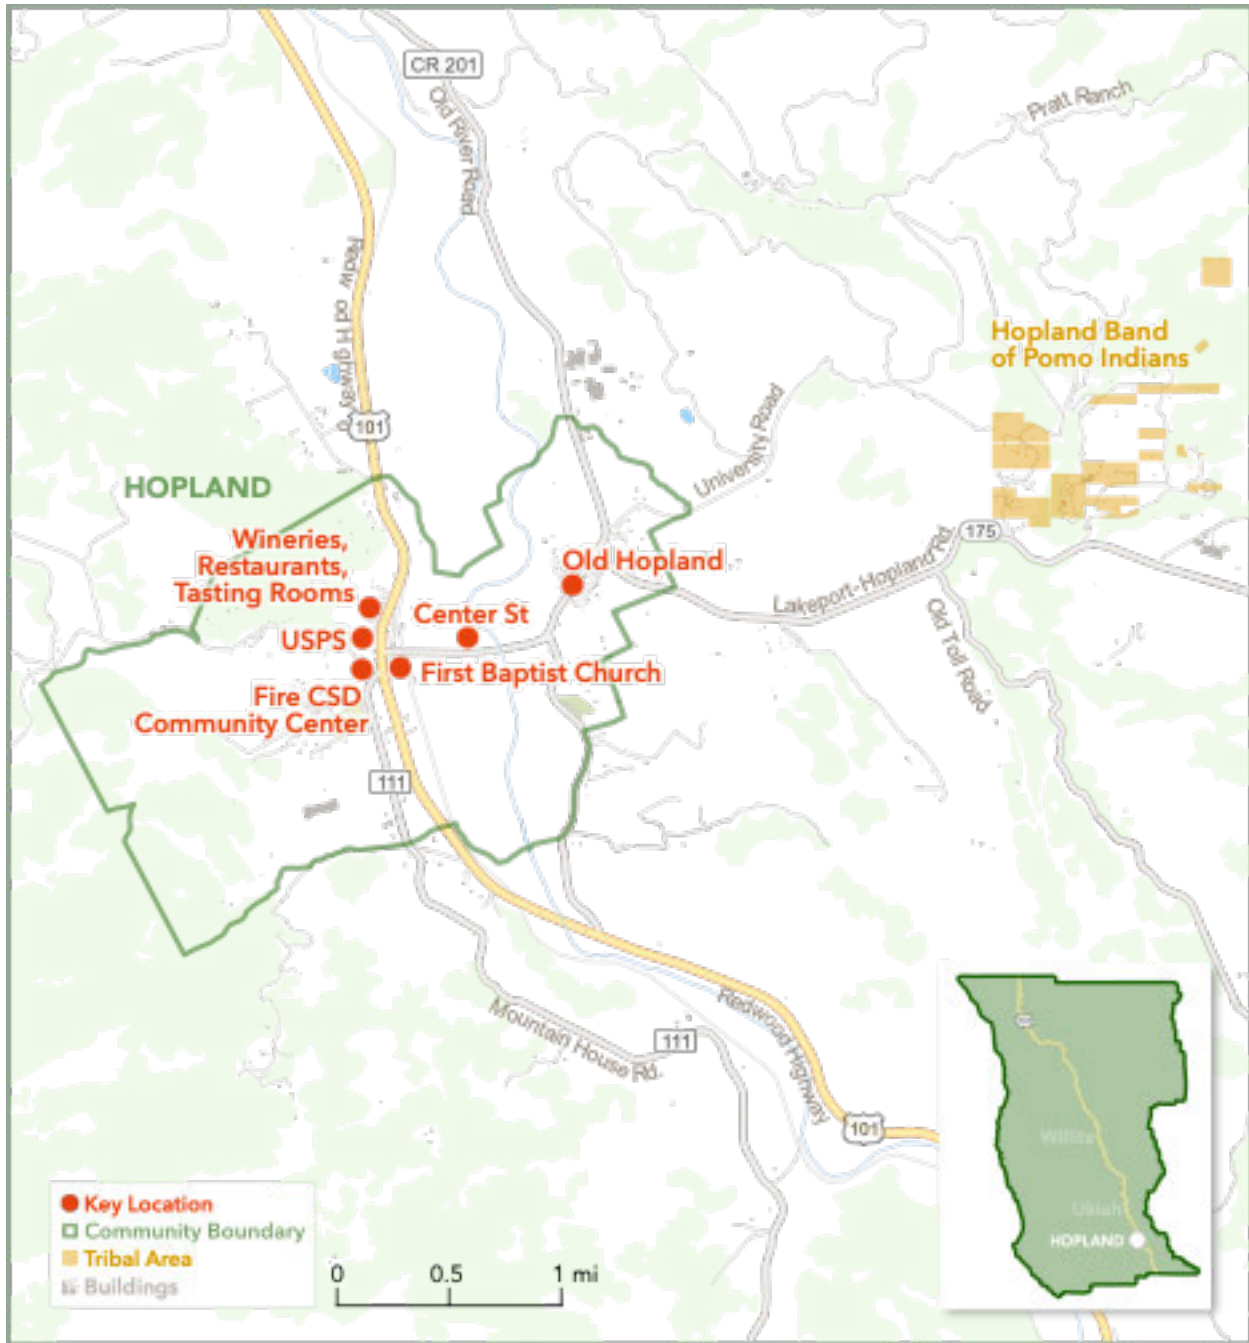 CR 201
Old River Road
Pratt Ranch
Redw od H ghway o
101
Hopland Band
of Pomo Indians
University Road
HOPLAND
Wineries,
Restaurants,
Tasting Rooms
Old Hopland
175
Lakeport-Hopland Rd
Center St
USPS
First Baptist Church
Old Toll Road
Fire CSD
Community Center
111
Redwood Highway
Mountain House Rd.
111
101
Willits
Ukiah
HOPLAND
Key Location
Community Boundary
Tribal Area
Buildings
0 0.5 1 mi